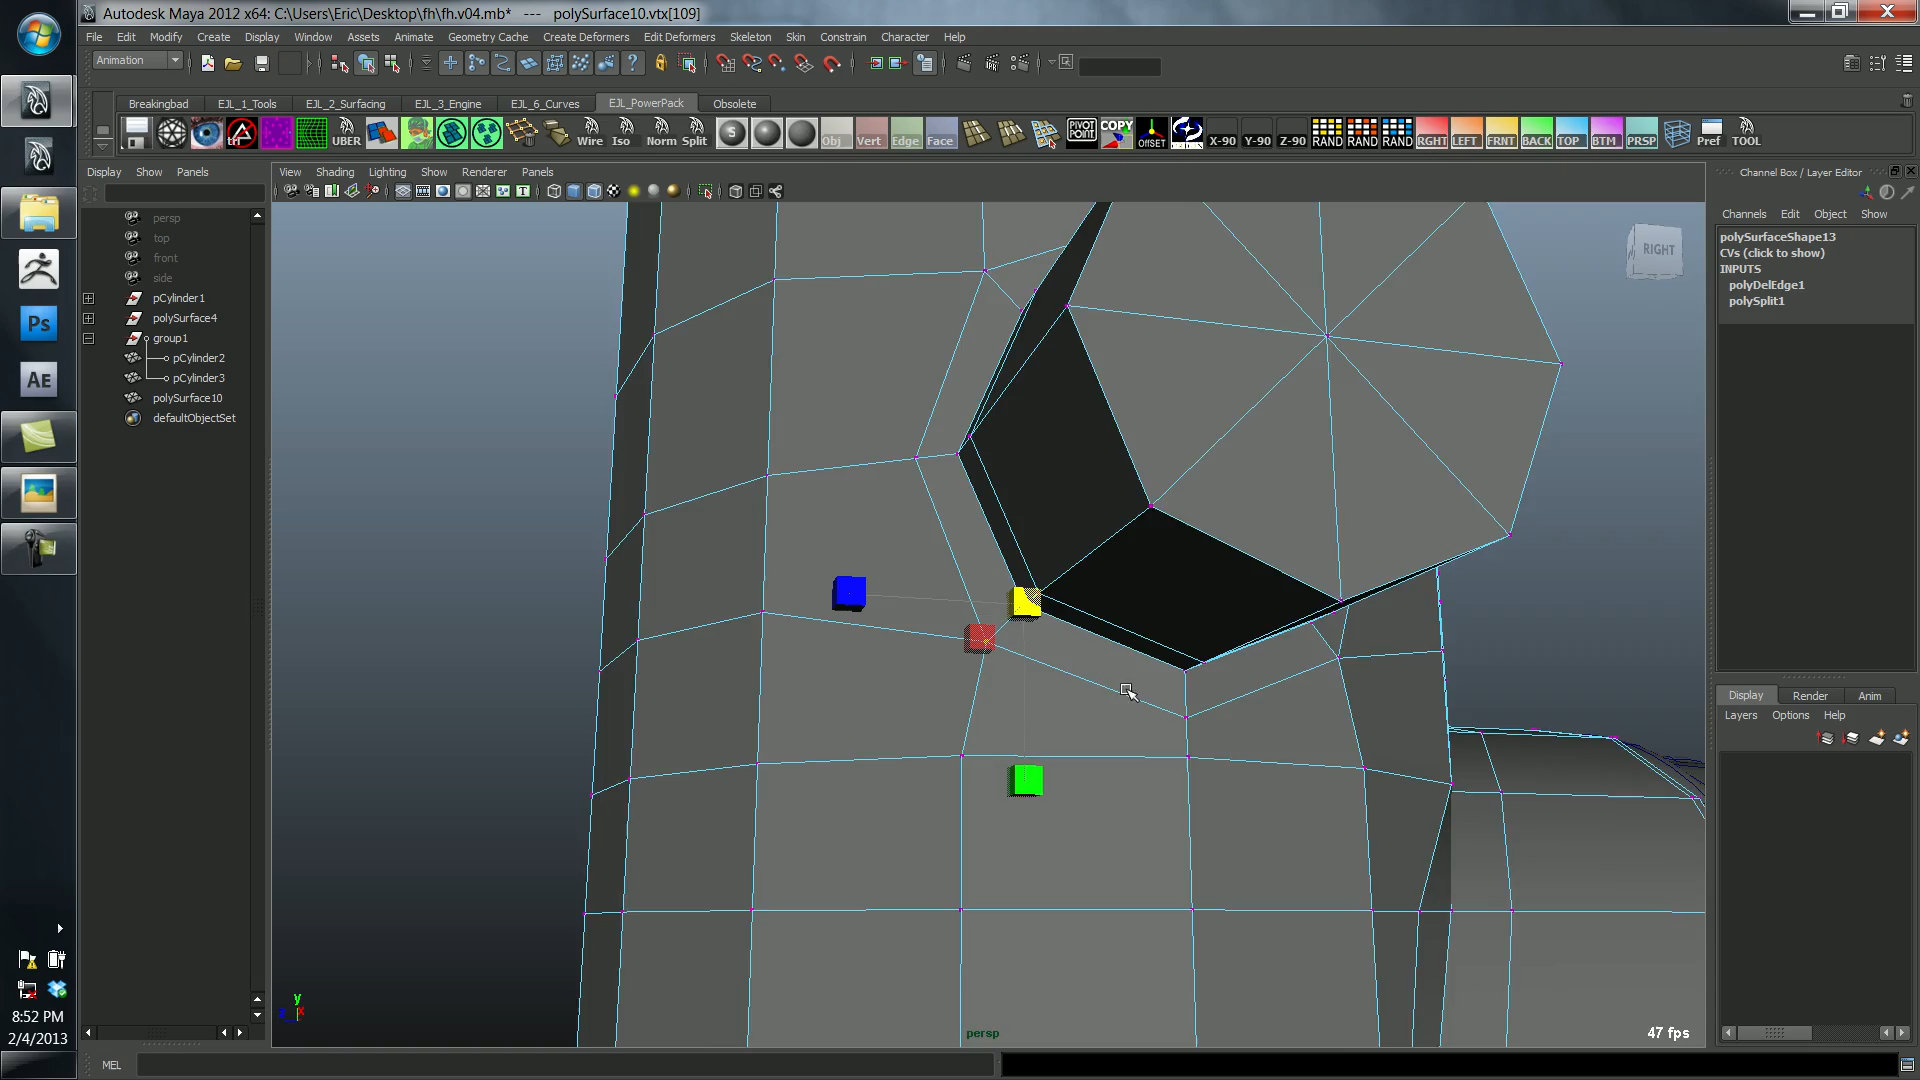 Autodesk Maya 2012 x64: C:\Users\Eric\Desktop\fh\fh.v04.mb* --- polySurface10.vtx[109]
File Edit Modify Create Display Window Assets Animate Geometry Cache Create Deformers Edit Deformers Skeleton Skin Constrain Character Help
Animation
Breakingbad EJL_1_Tools EJL_2_Surfacing EJL_3_Engine EJL_6_Curves EJL_PowerPack Obsolete
UBER Wire Iso Norm Split S Obj Vert Edge Face PIVOT POINT COPY OffSET X-90 Y-90 Z-90 RAND RAND RAND RGHT LEFT FRNT BACK TOP BTM PRSP Pref TOOL
Display Show Panels
View Shading Lighting Show Renderer Panels
persp
top
front
side
pCylinder1
polySurface4
group1
pCylinder2
pCylinder3
polySurface10
defaultObjectSet
RIGHT
y
x
persp
47 fps
Channel Box / Layer Editor
Channels Edit Object Show
polySurfaceShape13
CVs (click to show)
INPUTS
polyDelEdge1
polySplit1
Display Render Anim
Layers Options Help
Ps
AE
8:52 PM
2/4/2013
MEL